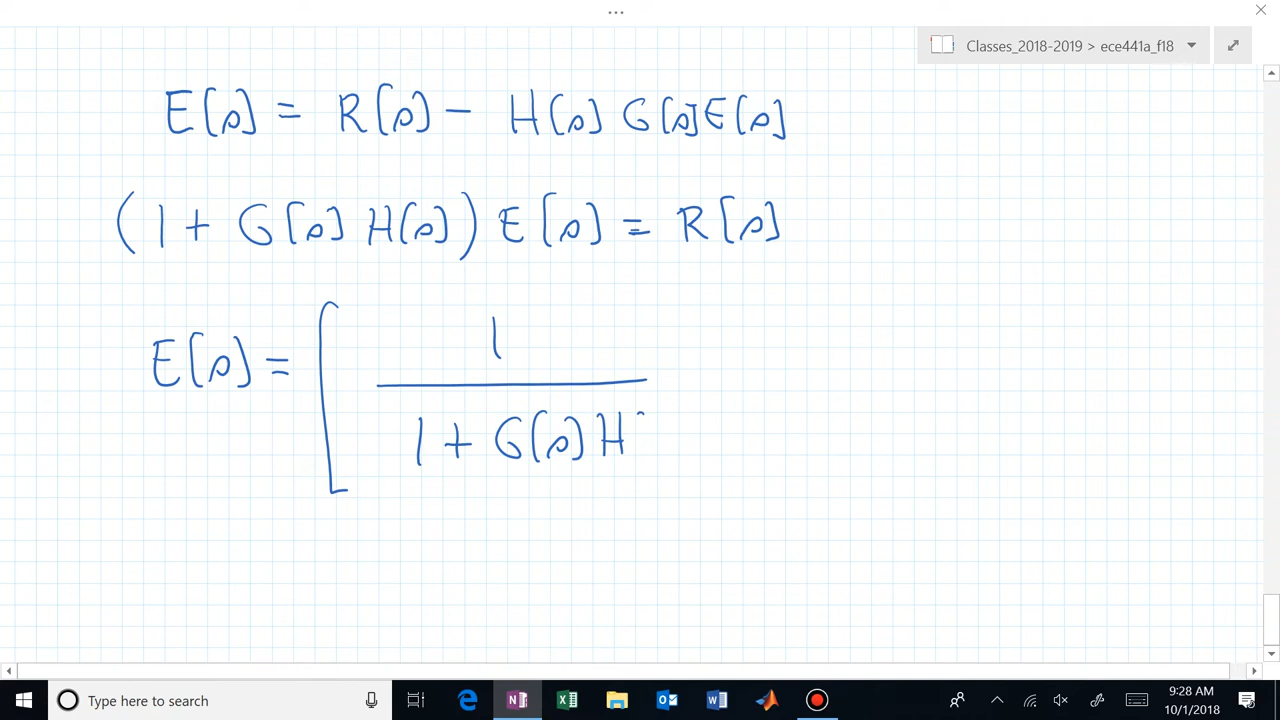 Classes_2018-2019 > ece441a_f18
E[s] = R[s] - H[s] G[s]E[s]
(1 + G[s] H(s)) E[s] = R[s]
E[s] = [ 1
1 + G(s) H
Type here to search
9:28 AM
10/1/2018